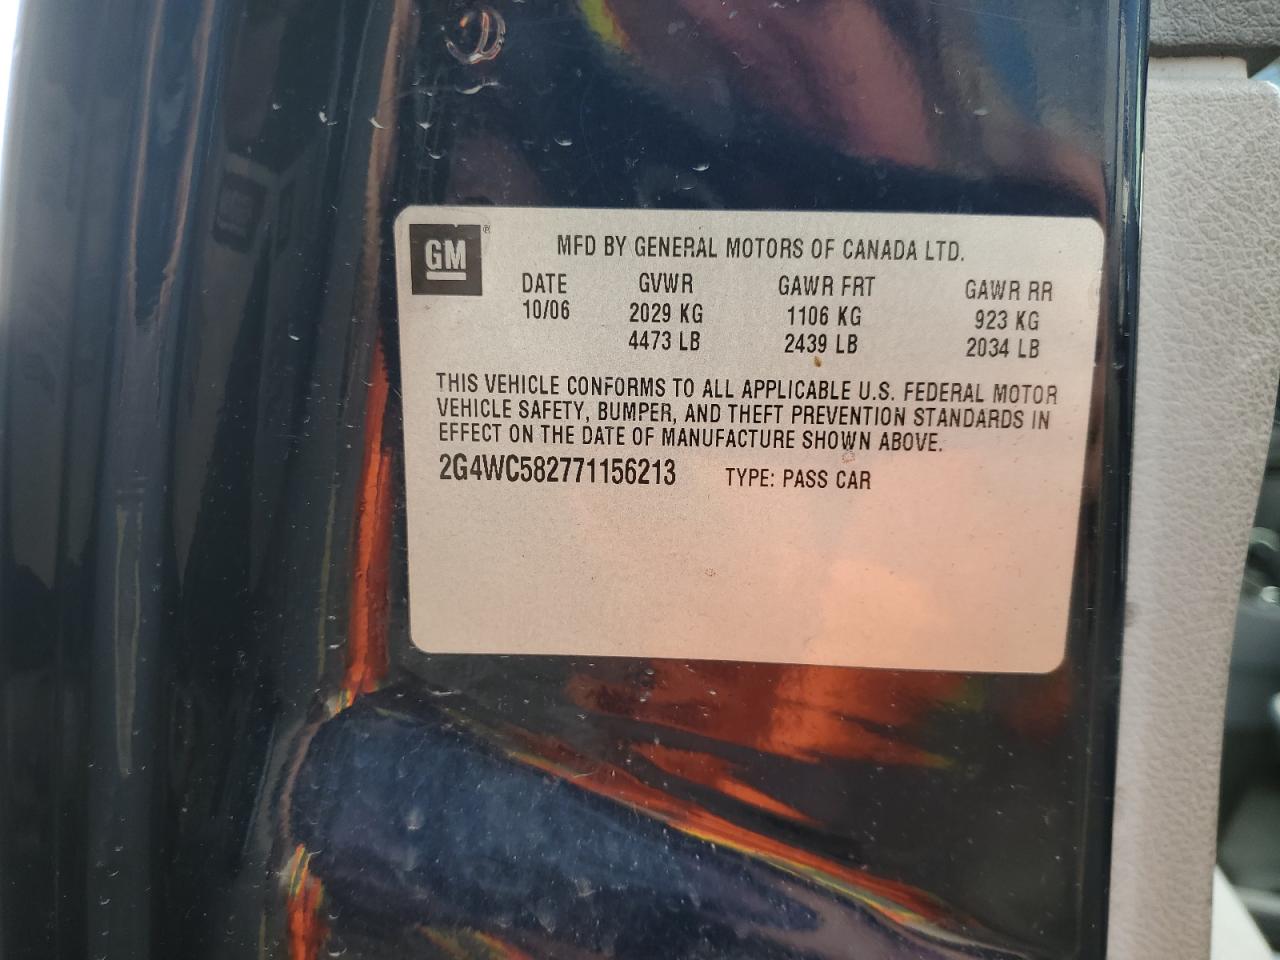 GM ®
MFD BY GENERAL MOTORS OF CANADA LTD.
DATE GVWR GAWR FRT GAWR RR
10/06 2029 KG 1106 KG 923 KG
4473 LB 2439 LB 2034 LB
THIS VEHICLE CONFORMS TO ALL APPLICABLE U.S. FEDERAL MOTOR
VEHICLE SAFETY, BUMPER, AND THEFT PREVENTION STANDARDS IN
EFFECT ON THE DATE OF MANUFACTURE SHOWN ABOVE.
2G4WC582771156213 TYPE: PASS CAR